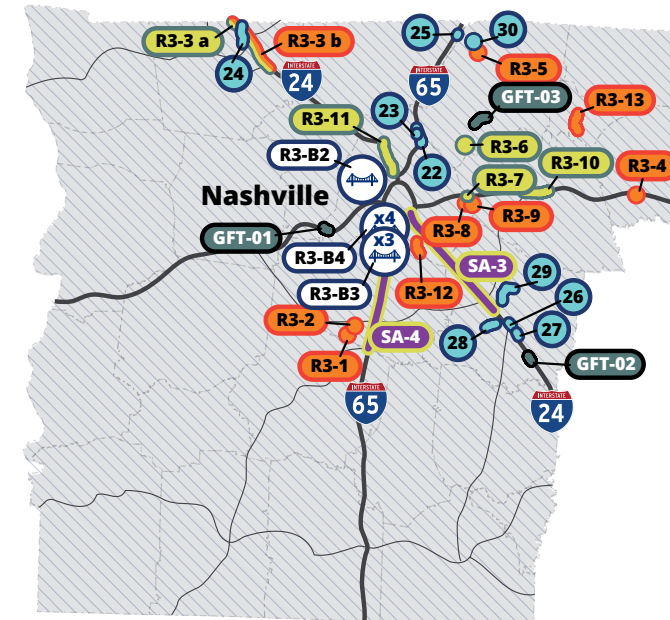 25
30
R3-3 a
R3-3 b
24
INTERSTATE
24
INTERSTATE
65
R3-5
GFT-03
R3-13
23
R3-11
R3-6
R3-B2
22
R3-7
R3-10
R3-4
Nashville
x4
R3-8
R3-9
GFT-01
x3
R3-B4
SA-3
29
R3-B3
R3-12
26
R3-2
27
SA-4
28
R3-1
GFT-02
INTERSTATE
65
INTERSTATE
24